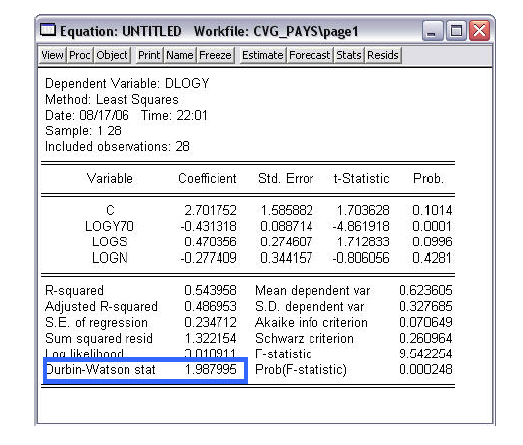 Equation: UNTITLED Workfile: CVG_PAYS\page1
View Proc Object Print Name Freeze Estimate Forecast Stats Resids
Dependent Variable: DLOGY
Method: Least Squares
Date: 08/17/06 Time: 22:01
Sample: 1 28
Included observations: 28
Variable Coefficient Std. Error t-Statistic Prob.
C 2.701752 1.585882 1.703628 0.1014
LOGY70 -0.431318 0.088714 -4.861918 0.0001
LOGS 0.470356 0.274607 1.712833 0.0996
LOGN -0.277409 0.344157 -0.806056 0.4281
R-squared 0.543958 Mean dependent var 0.623605
Adjusted R-squared 0.486953 S.D. dependent var 0.327685
S.E. of regression 0.234712 Akaike info criterion 0.070649
Sum squared resid 1.322154 Schwarz criterion 0.260964
Log likelihood F-statistic 9.542254
Durbin-Watson stat 1.987995 Prob(F-statistic) 0.000248